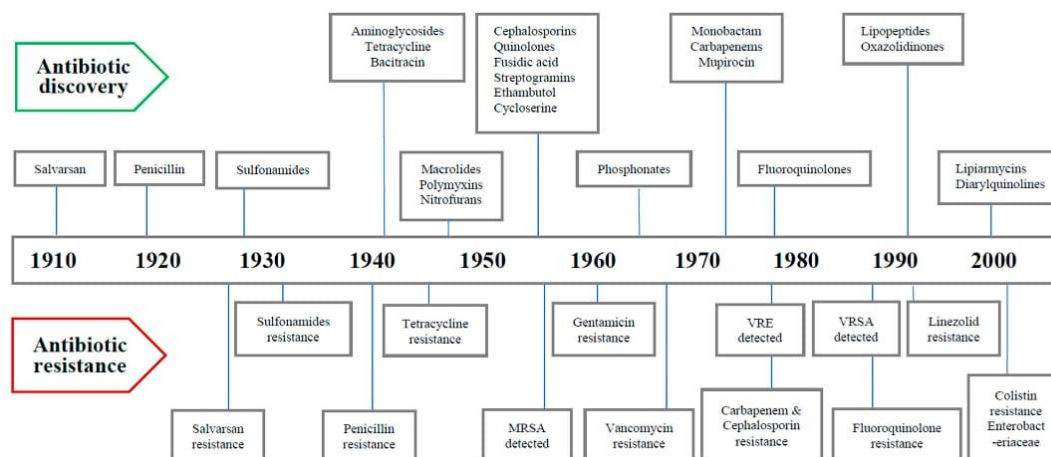 Antibiotic
discovery
Aminoglycosides
Tetracycline
Bacitracin
Cephalosporins
Quinolones
Fusidic acid
Streptogramins
Ethambutol
Cycloserine
Monobactam
Carbapenems
Mupirocin
Lipopeptides
Oxazolidinones
Salvarsan
Penicillin
Sulfonamides
Macrolides
Polymyxins
Nitrofurans
Phosphonates
Fluoroquinolones
Lipiarmycins
Diarylquinolines
1910 1920 1930 1940 1950 1960 1970 1980 1990 2000
Antibiotic
resistance
Sulfonamides
resistance
Tetracycline
resistance
Gentamicin
resistance
VRE
detected
VRSA
detected
Linezolid
resistance
Salvarsan
resistance
Penicillin
resistance
MRSA
detected
Vancomycin
resistance
Carbapenem &
Cephalosporin
resistance
Fluoroquinolone
resistance
Colistin
resistance
Enterobact
-eriaceae